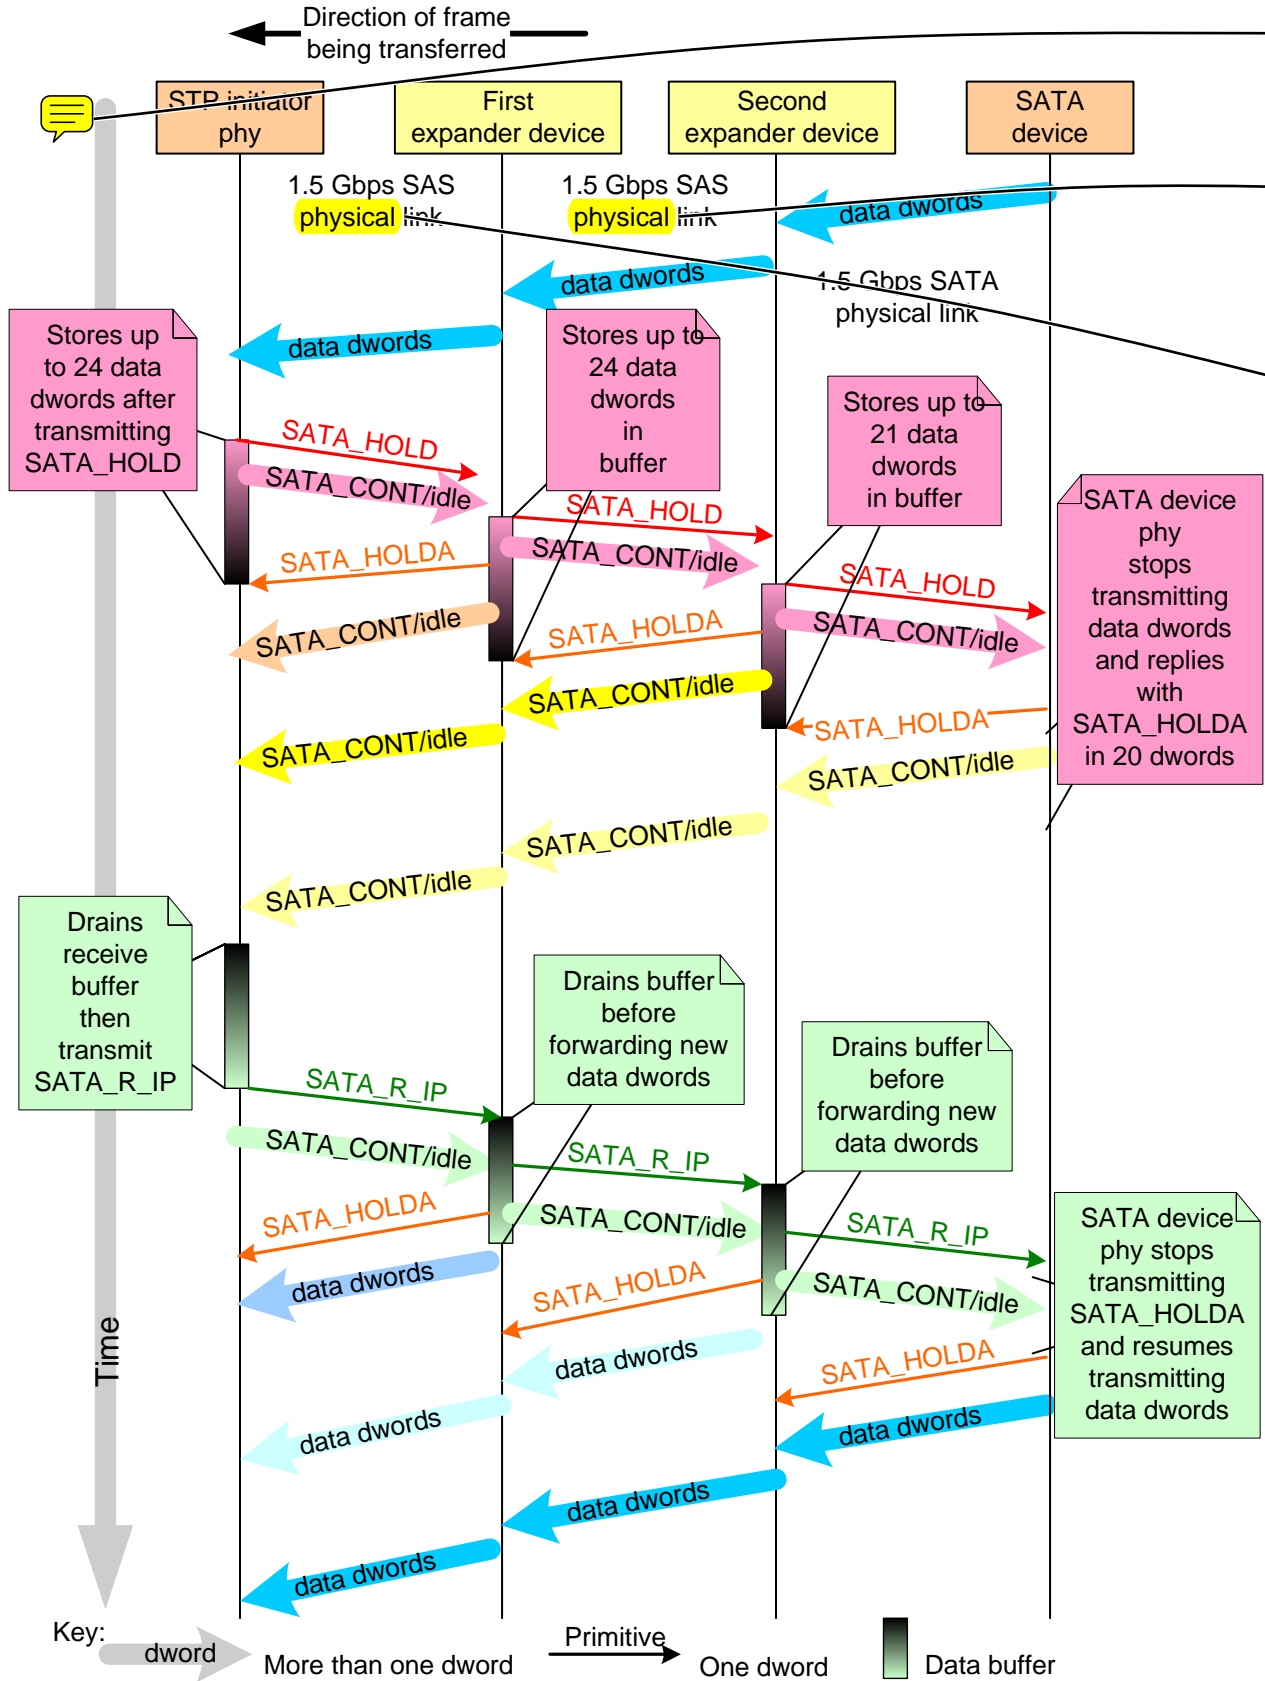 Direction of frame
being transferred
STP initiator
phy
First
expander device
Second
expander device
SATA
device
1.5 Gbps SAS
physical link
1.5 Gbps SAS
physical link
data dwords
data dwords
1.5 Gbps SATA
physical link
data dwords
Stores up
to 24 data
dwords after
transmitting
SATA_HOLD
Stores up to
24 data
dwords
in
buffer
Stores up to
21 data
dwords
in buffer
SATA device
phy
stops
transmitting
data dwords
and replies
with
SATA_HOLDA
in 20 dwords
SATA_HOLD
SATA_CONT/idle
SATA_HOLD
SATA_CONT/idle
SATA_HOLDA
SATA_HOLD
SATA_CONT/idle
SATA_CONT/idle
SATA_HOLDA
SATA_CONT/idle
SATA_HOLDA
SATA_CONT/idle
SATA_CONT/idle
SATA_CONT/idle
SATA_CONT/idle
Drains
receive
buffer
then
transmit
SATA_R_IP
Drains buffer
before
forwarding new
data dwords
Drains buffer
before
forwarding new
data dwords
SATA_R_IP
SATA_CONT/idle
SATA_R_IP
SATA_HOLDA
SATA_CONT/idle
SATA_R_IP
SATA device
phy stops
transmitting
SATA_HOLDA
and resumes
transmitting
data dwords
data dwords
SATA_HOLDA
SATA_CONT/idle
data dwords
SATA_HOLDA
data dwords
data dwords
data dwords
data dwords
Time
Key:
dword
More than one dword
Primitive
One dword
Data buffer